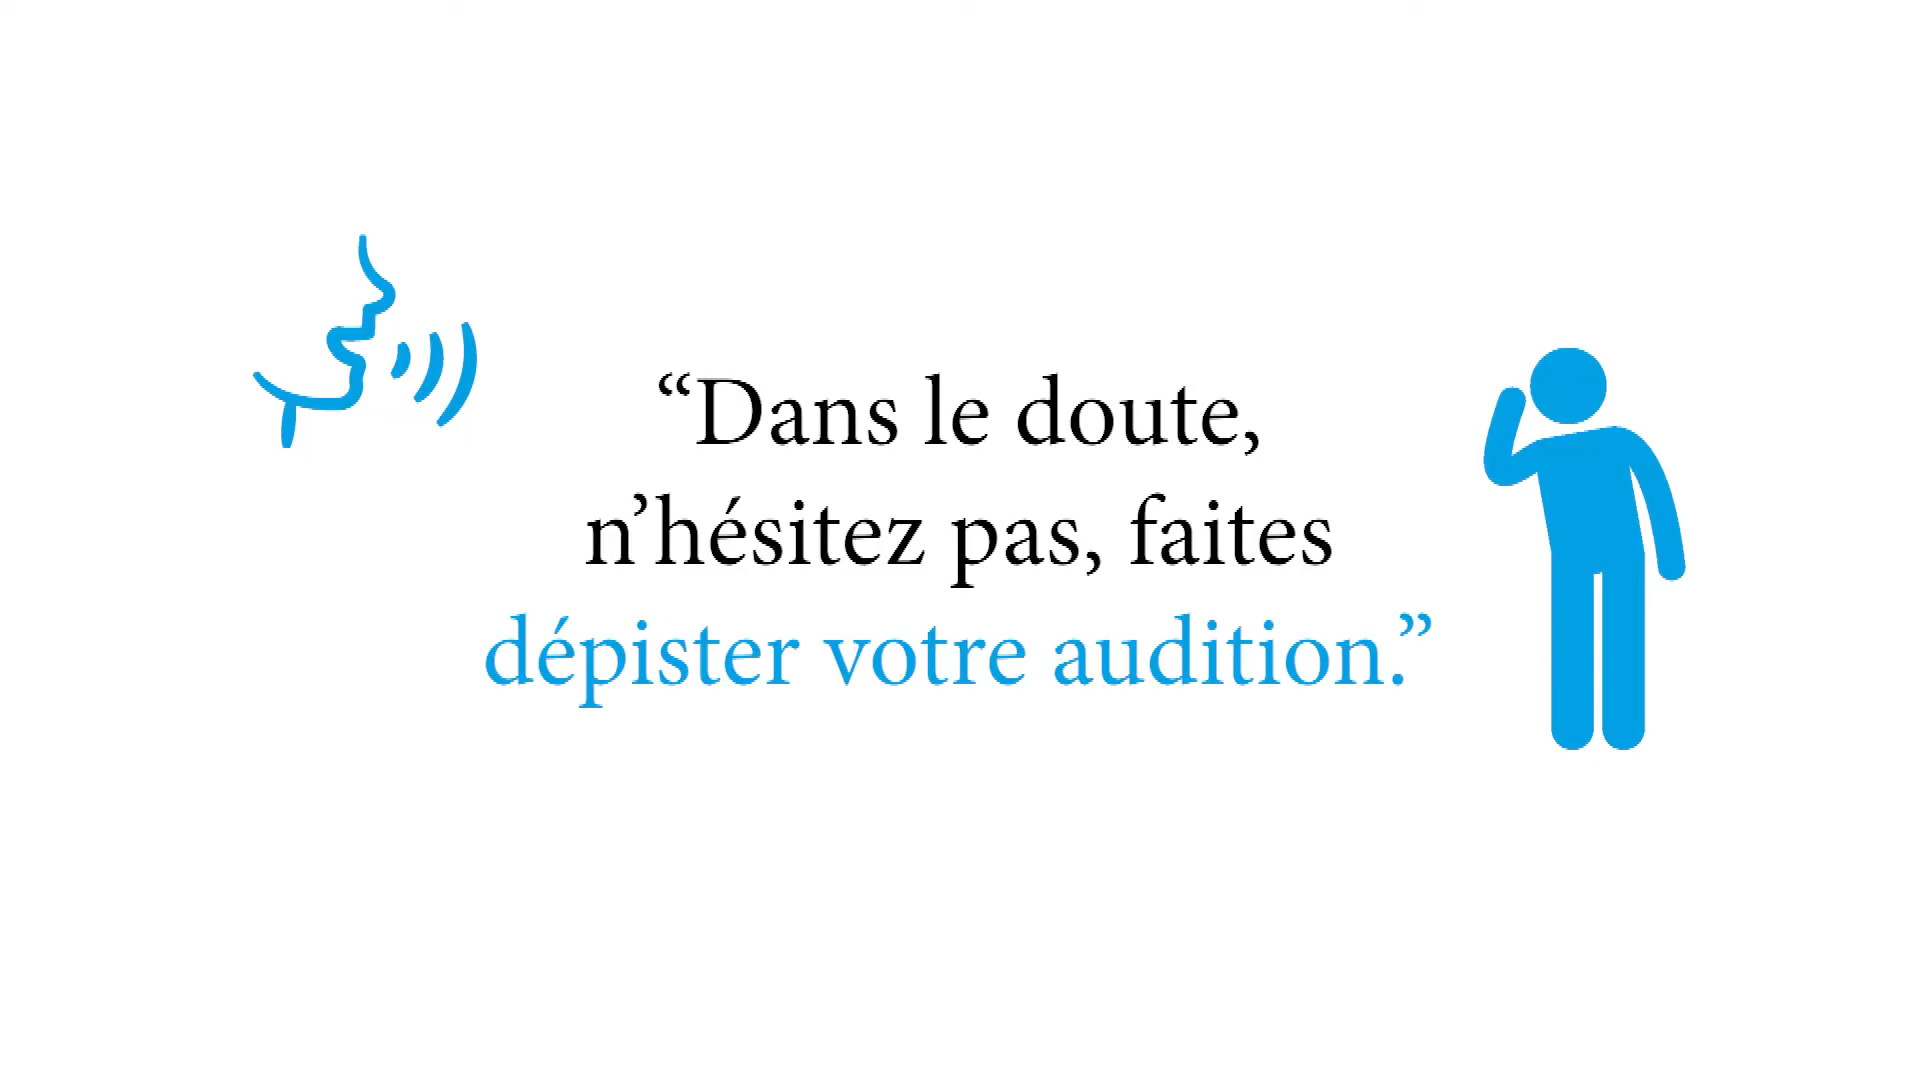 “Dans le doute,
n’hésitez pas, faites
dépister votre audition.”